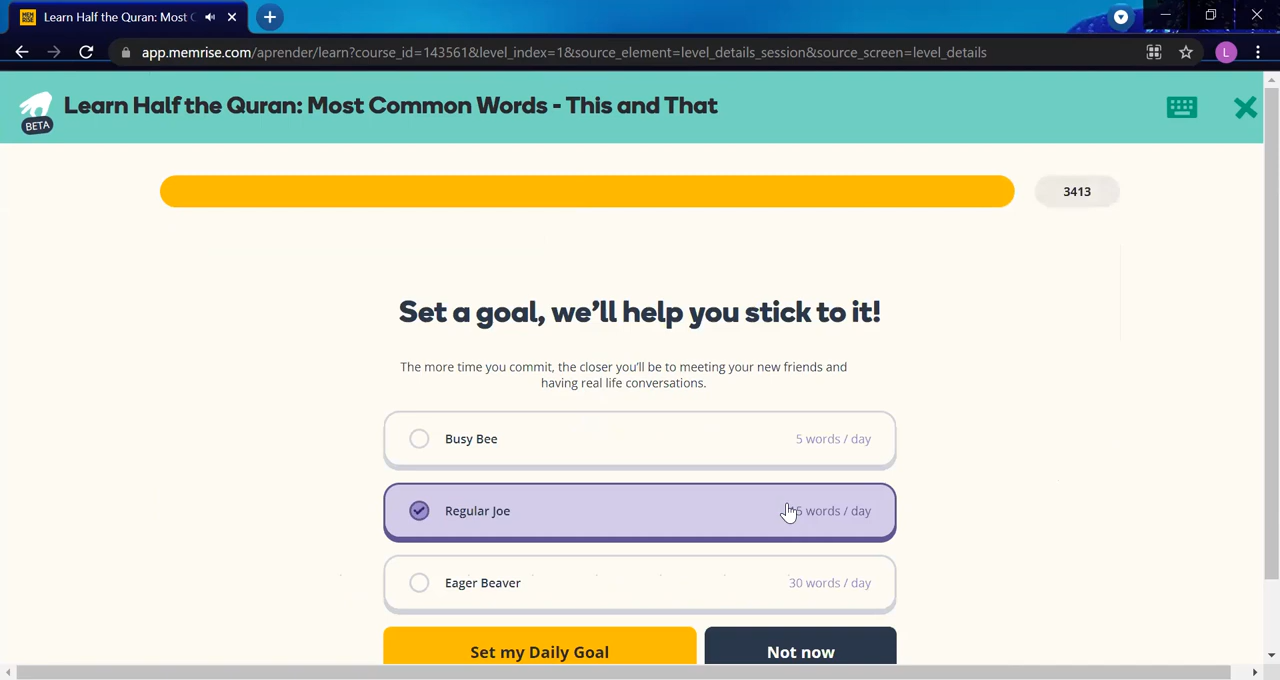 Learn Half the Quran: Most C
app.memrise.com/aprender/learn?course_id=143561&level_index=1&source_element=level_details_session&source_screen=level_details
L
BETA
Learn Half the Quran: Most Common Words - This and That
3413
Set a goal, we'll help you stick to it!
The more time you commit, the closer you'll be to meeting your new friends and
having real life conversations.
Busy Bee 5 words / day
Regular Joe words / day
Eager Beaver 30 words / day
Set my Daily Goal Not now